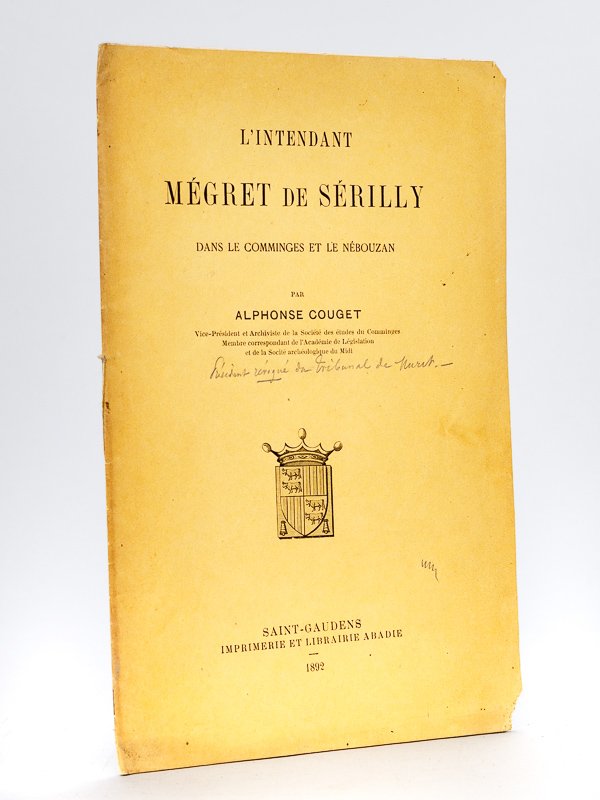 L'INTENDANT
MÉGRET DE SÉRILLY
DANS LE COMMINGES ET LE NÉBOUZAN
PAR
ALPHONSE COUGET
Vice-Président et Archiviste de la Société des études du Comminges
Membre correspondant de l'Académie de Législation
et de la Socité archéologique du Midi
Président révoqué du Tribunal de Muret. —
SAINT-GAUDENS
IMPRIMERIE ET LIBRAIRIE ABADIE
—
1892